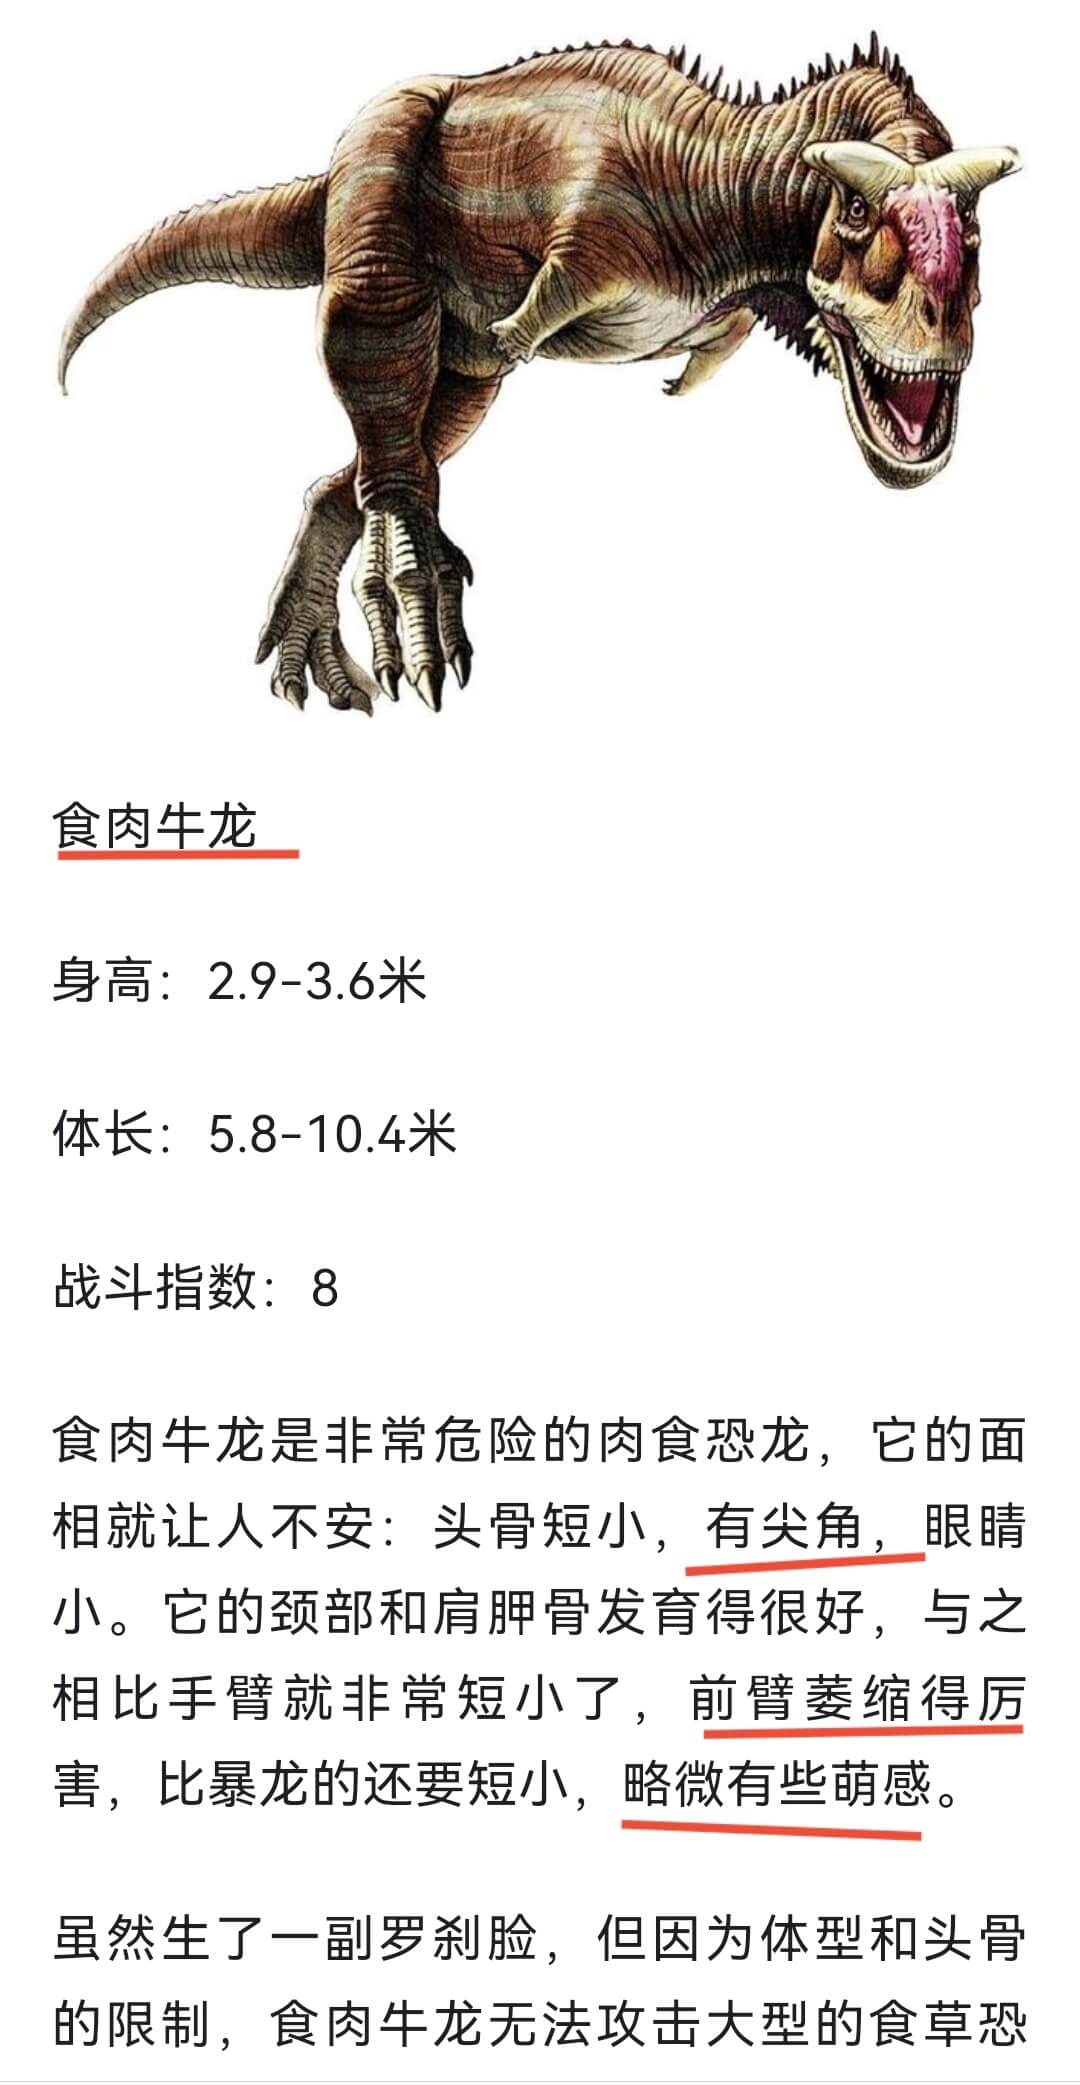 食肉牛龙
身高：2.9-3.6米
体长：5.8-10.4米
战斗指数：8
食肉牛龙是非常危险的肉食恐龙，它的面
相就让人不安：头骨短小，有尖角，眼睛
小。它的颈部和肩胛骨发育得很好，与之
相比手臂就非常短小了，前臂萎缩得厉
害，比暴龙的还要短小，略微有些萌感。
虽然生了一副罗刹脸，但因为体型和头骨
的限制，食肉牛龙无法攻击大型的食草恐